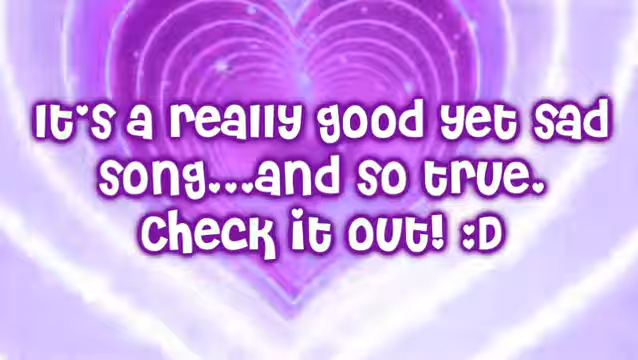 It's a really good yet sad
song...and so true.
Check it out! :D